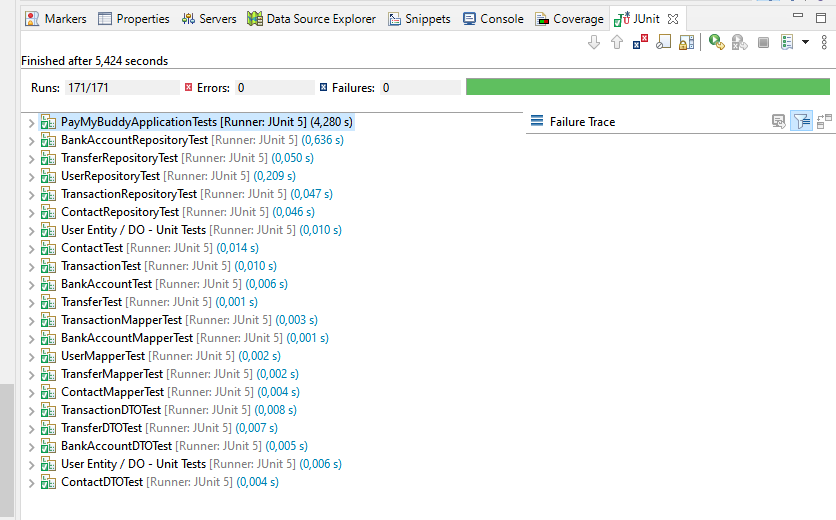 Markers Properties Servers Data Source Explorer Snippets Console Coverage JUnit
Finished after 5,424 seconds
Runs: 171/171 Errors: 0 Failures: 0
PayMyBuddyApplicationTests [Runner: JUnit 5] (4,280 s)
Failure Trace
BankAccountRepositoryTest [Runner: JUnit 5] (0,636 s)
TransferRepositoryTest [Runner: JUnit 5] (0,050 s)
UserRepositoryTest [Runner: JUnit 5] (0,209 s)
TransactionRepositoryTest [Runner: JUnit 5] (0,047 s)
ContactRepositoryTest [Runner: JUnit 5] (0,046 s)
User Entity / DO - Unit Tests [Runner: JUnit 5] (0,010 s)
ContactTest [Runner: JUnit 5] (0,014 s)
TransactionTest [Runner: JUnit 5] (0,010 s)
BankAccountTest [Runner: JUnit 5] (0,006 s)
TransferTest [Runner: JUnit 5] (0,001 s)
TransactionMapperTest [Runner: JUnit 5] (0,003 s)
BankAccountMapperTest [Runner: JUnit 5] (0,001 s)
UserMapperTest [Runner: JUnit 5] (0,002 s)
TransferMapperTest [Runner: JUnit 5] (0,002 s)
ContactMapperTest [Runner: JUnit 5] (0,004 s)
TransactionDTOTest [Runner: JUnit 5] (0,008 s)
TransferDTOTest [Runner: JUnit 5] (0,007 s)
BankAccountDTOTest [Runner: JUnit 5] (0,005 s)
User Entity / DO - Unit Tests [Runner: JUnit 5] (0,006 s)
ContactDTOTest [Runner: JUnit 5] (0,004 s)